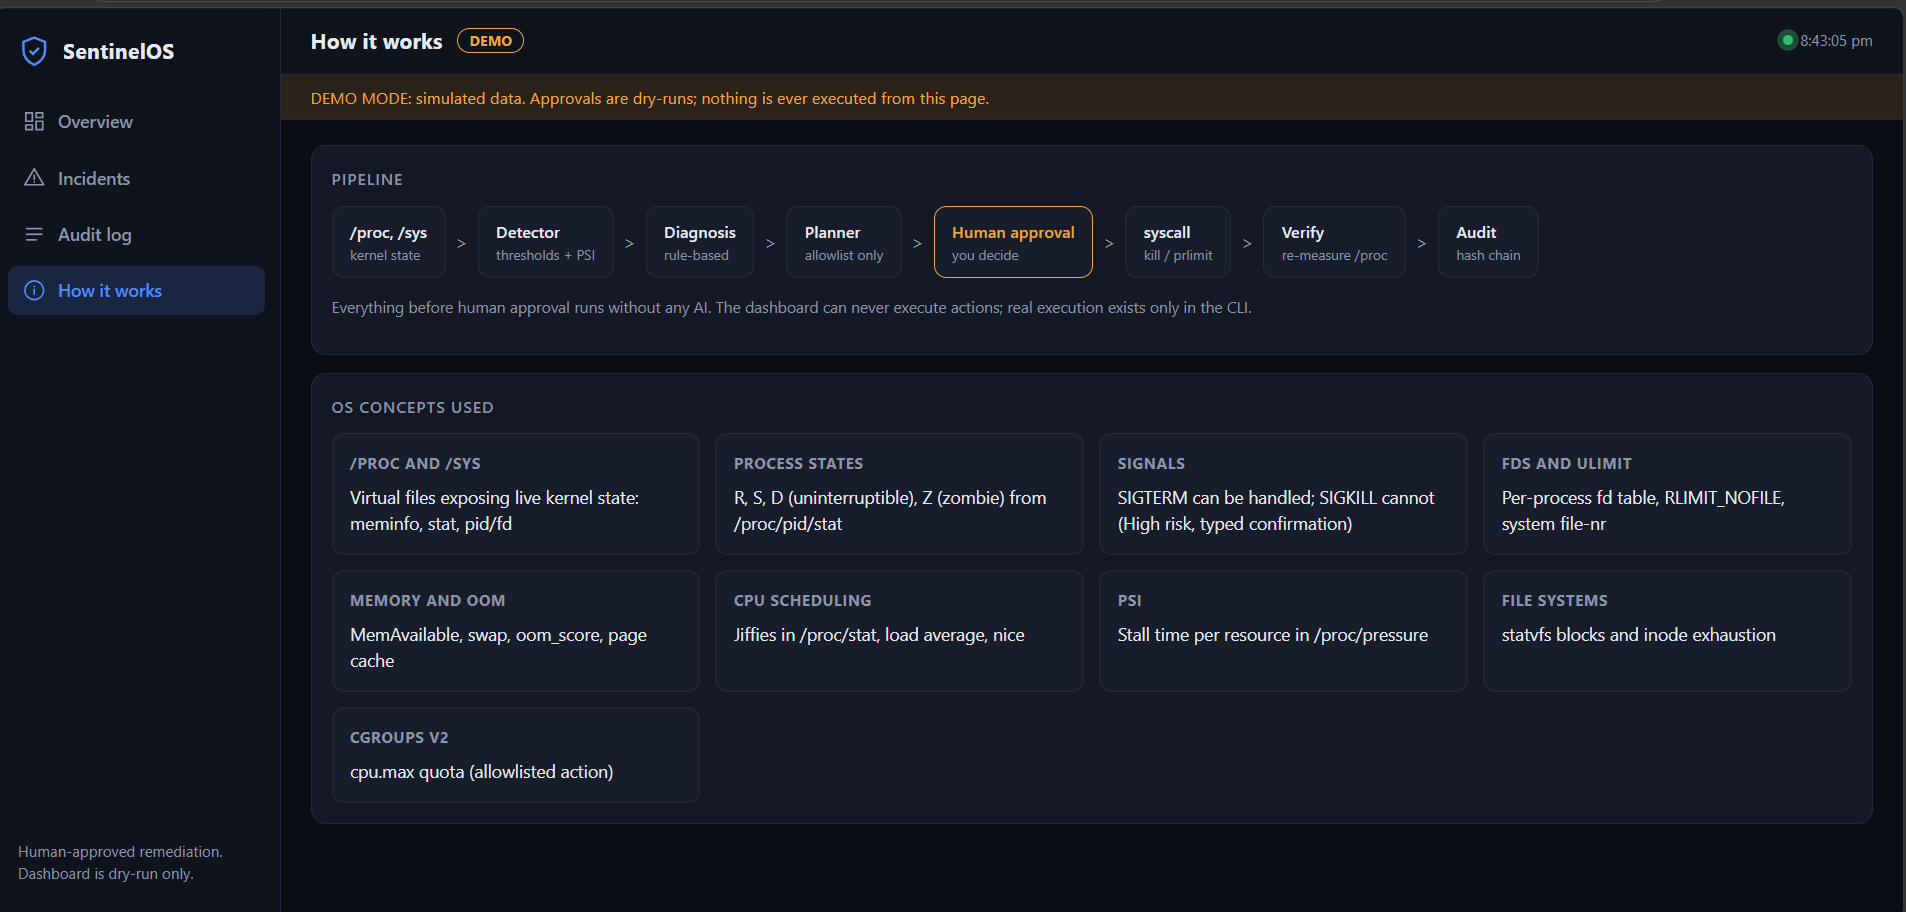 SentinelOS
Overview
Incidents
Audit log
How it works
Human-approved remediation.
Dashboard is dry-run only.
How it works
DEMO
8:43:05 pm
DEMO MODE: simulated data. Approvals are dry-runs; nothing is ever executed from this page.
PIPELINE
/proc, /sys
kernel state
>
Detector
thresholds + PSI
>
Diagnosis
rule-based
>
Planner
allowlist only
>
Human approval
you decide
>
syscall
kill / prlimit
>
Verify
re-measure /proc
>
Audit
hash chain
Everything before human approval runs without any AI. The dashboard can never execute actions; real execution exists only in the CLI.
OS CONCEPTS USED
/PROC AND /SYS
Virtual files exposing live kernel state:
meminfo, stat, pid/fd
PROCESS STATES
R, S, D (uninterruptible), Z (zombie) from
/proc/pid/stat
SIGNALS
SIGTERM can be handled; SIGKILL cannot
(High risk, typed confirmation)
FDS AND ULIMIT
Per-process fd table, RLIMIT_NOFILE,
system file-nr
MEMORY AND OOM
MemAvailable, swap, oom_score, page
cache
CPU SCHEDULING
Jiffies in /proc/stat, load average, nice
PSI
Stall time per resource in /proc/pressure
FILE SYSTEMS
statvfs blocks and inode exhaustion
CGROUPS V2
cpu.max quota (allowlisted action)